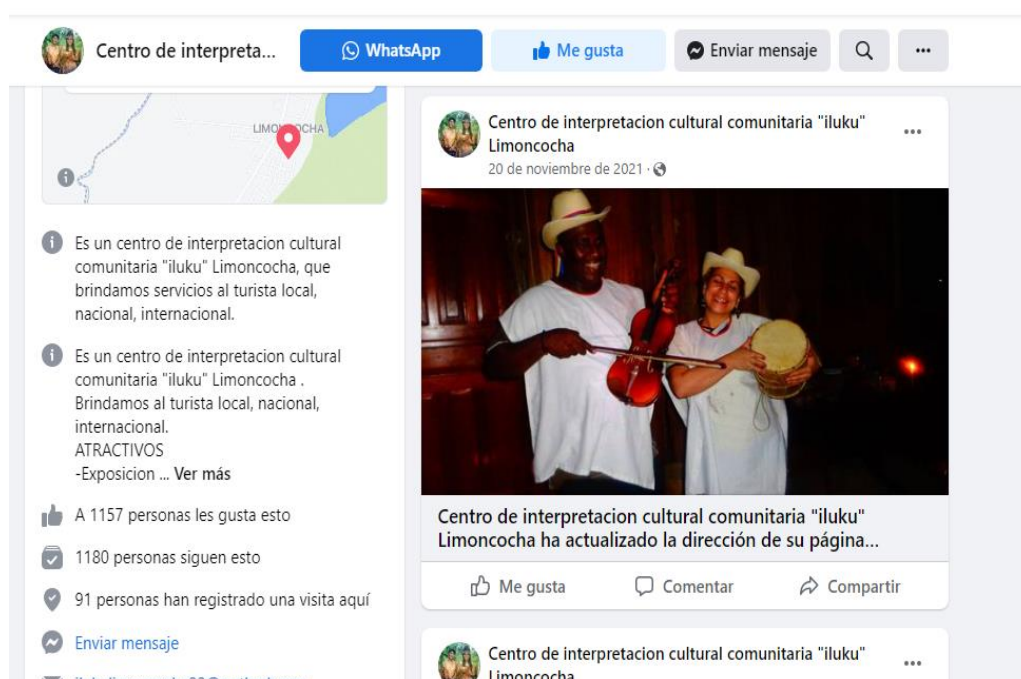 Centro de interpreta...
WhatsApp
Me gusta
Enviar mensaje
LIMONCOCHA
Es un centro de interpretacion cultural
comunitaria "iluku" Limoncocha, que
brindamos servicios al turista local,
nacional, internacional.
Es un centro de interpretacion cultural
comunitaria "iluku" Limoncocha .
Brindamos al turista local, nacional,
internacional.
ATRACTIVOS
-Exposicion ... Ver más
A 1157 personas les gusta esto
1180 personas siguen esto
91 personas han registrado una visita aquí
Enviar mensaje
Centro de interpretacion cultural comunitaria "iluku"
Limoncocha
20 de noviembre de 2021 ·
Centro de interpretacion cultural comunitaria "iluku"
Limoncocha ha actualizado la dirección de su página...
Me gusta
Comentar
Compartir
Centro de interpretacion cultural comunitaria "iluku"
Limoncocha